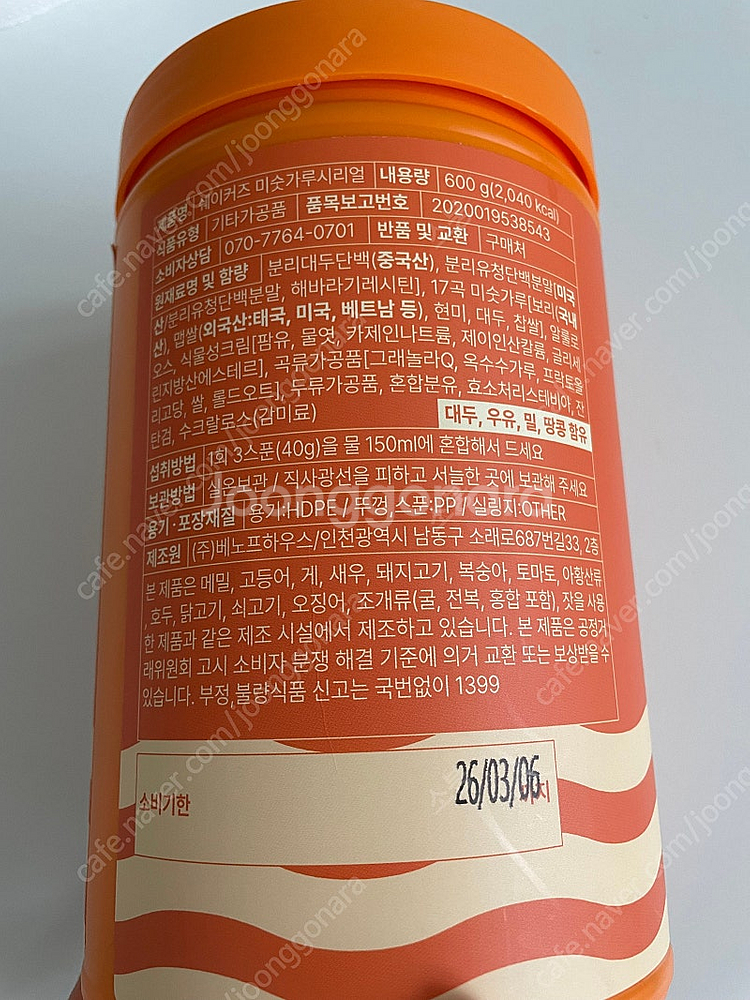 제품명 쉐이커즈 미숫가루시리얼 내용량 600 g(2,040 kcal)
식품유형 기타가공품 품목보고번호 2020019538543
소비자상담 070-7764-0701 반품 및 교환 구매처
원재료명 및 함량 분리대두단백(중국산), 분리유청단백분말[미국
산/분리유청단백분말, 해바라기레시틴], 17곡 미숫가루[보리(국내
산), 맵쌀(외국산:태국, 미국, 베트남 등), 현미, 대두, 찹쌀], 알룰로
오스, 식물성크림[팜유, 물엿, 카제인나트륨, 제이인산칼륨, 글리세
린지방산에스테르], 곡류가공품[그래놀라Q, 옥수수가루, 프락토올
리고당, 쌀, 롤드오트], 두류가공품, 혼합분유, 효소처리스테비아, 잔
탄검, 수크랄로스(감미료)
대두, 우유, 밀, 땅콩 함유
섭취방법 1회 3스푼(40g)을 물 150ml에 혼합해서 드세요
보관방법 실온보관 / 직사광선을 피하고 서늘한 곳에 보관해 주세요
용기·포장재질 용기:HDPE / 뚜껑, 스푼:PP / 실링지:OTHER
제조원 (주)베노프하우스/인천광역시 남동구 소래로687번길33, 2층
본 제품은 메밀, 고등어, 게, 새우, 돼지고기, 복숭아, 토마토, 아황산류
, 호두, 닭고기, 쇠고기, 오징어, 조개류(굴, 전복, 홍합 포함), 잣을 사용
한 제품과 같은 제조 시설에서 제조하고 있습니다. 본 제품은 공정거
래위원회 고시 소비자 분쟁 해결 기준에 의거 교환 또는 보상받을 수
있습니다. 부정,불량식품 신고는 국번없이 1399
소비기한 26/03/06 까지
joonggonara
cafe.naver.com/joonggonara